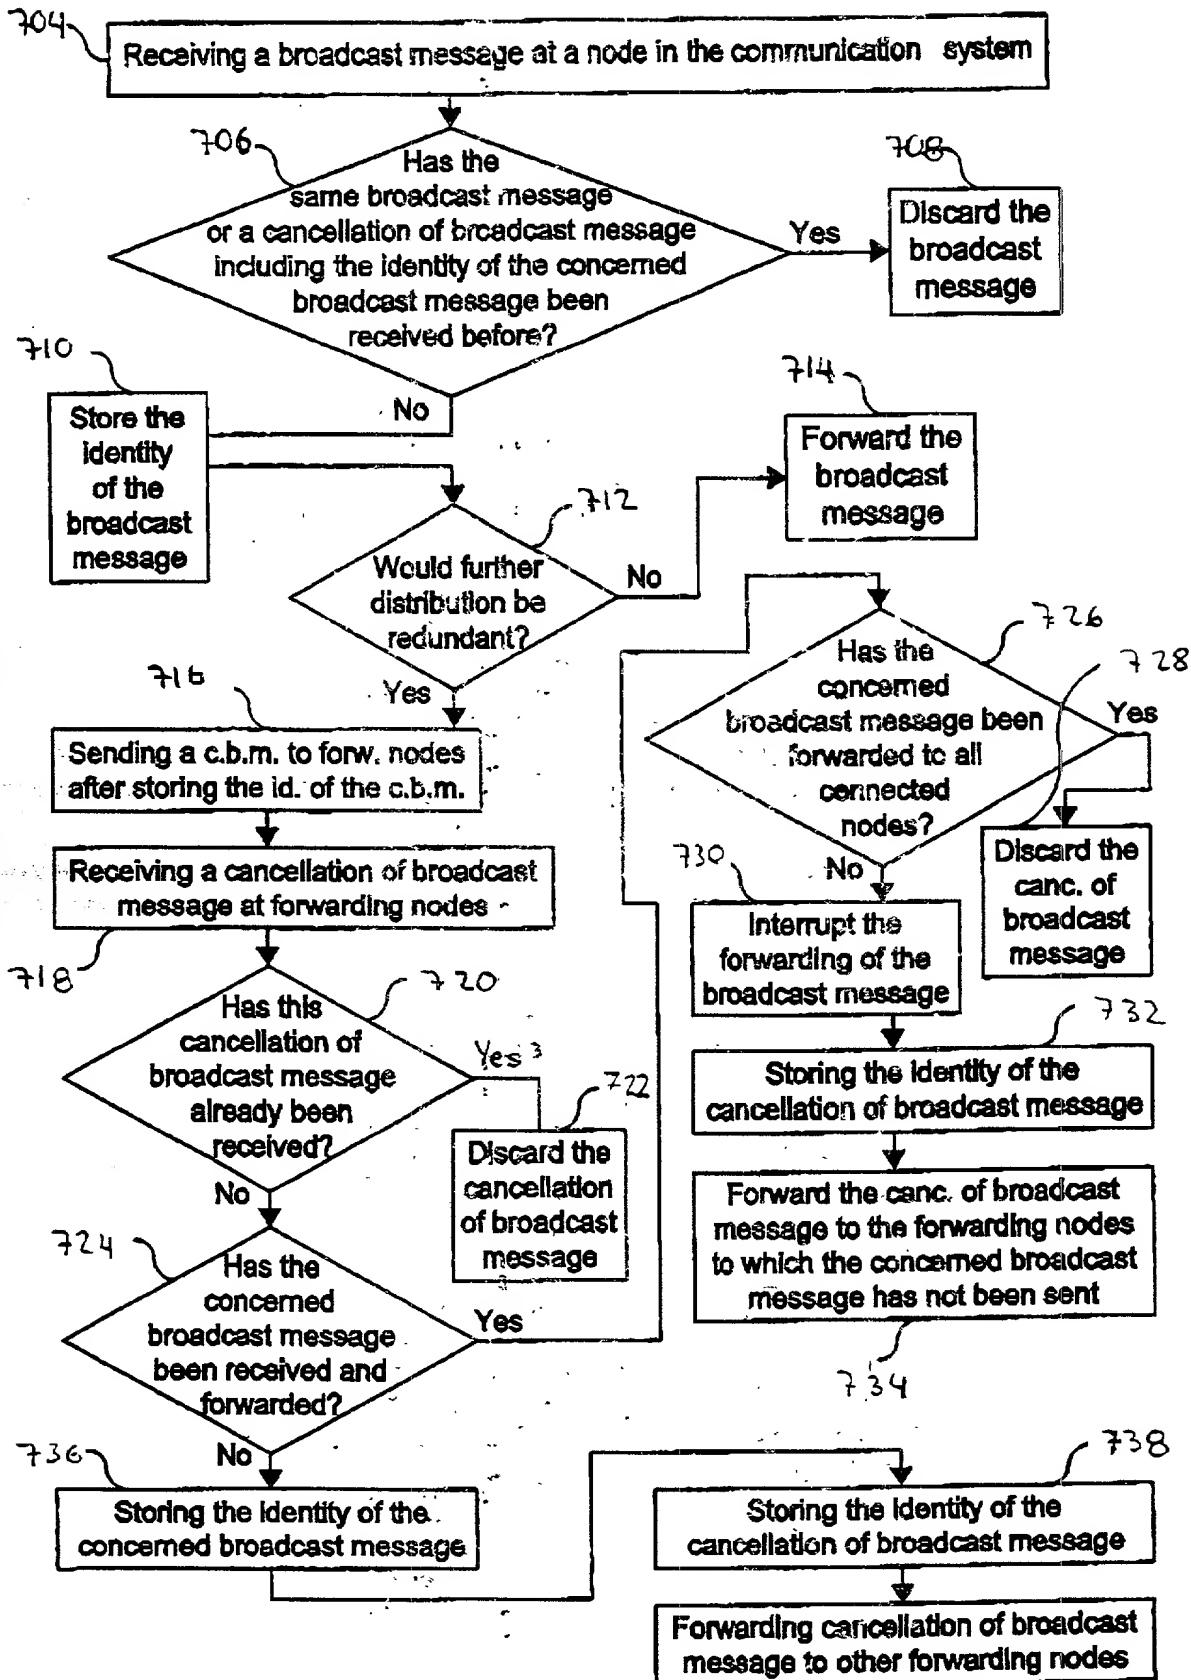 704
Receiving a broadcast message at a node in the communication system
706
Has the
same broadcast message
or a cancellation of broadcast message
including the identity of the concerned
broadcast message been
received before?
Yes
708
Discard the
broadcast
message
No
710
Store the
identity
of the
broadcast
message
714
Forward the
broadcast
message
712
Would further
distribution be
redundant?
No
Yes
716
Sending a c.b.m. to forw. nodes
after storing the id. of the c.b.m.
Receiving a cancellation of broadcast
message at forwarding nodes
718
720
Has this
cancellation of
broadcast message
already been
received?
Yes
722
Discard the
cancellation
of broadcast
message
No
724
Has the
concerned
broadcast message
been received and
forwarded?
Yes
No
726
Has the
concerned
broadcast message been
forwarded to all
connected
nodes?
728
Yes
Discard the
canc. of
broadcast
message
No
730
Interrupt the
forwarding of the
broadcast message
732
Storing the identity of the
cancellation of broadcast message
Forward the canc. of broadcast
message to the forwarding nodes
to which the concerned broadcast
message has not been sent
734
736
Storing the identity of the
concerned broadcast message
738
Storing the identity of the
cancellation of broadcast message
Forwarding cancellation of broadcast
message to other forwarding nodes